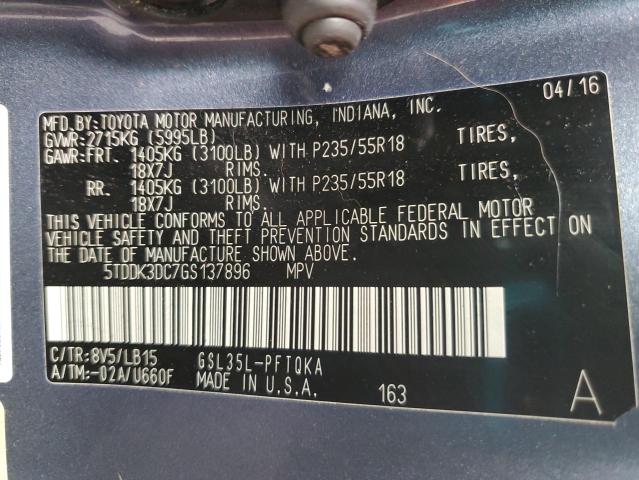 MFD.BY:TOYOTA MOTOR MANUFACTURING, INDIANA, INC. 04/16
GVWR:2715KG (5995LB)
GAWR:FRT. 1405KG (3100LB) WITH P235/55R18 TIRES,
18X7J RIMS.
RR. 1405KG (3100LB) WITH P235/55R18 TIRES,
18X7J RIMS.
THIS VEHICLE CONFORMS TO ALL APPLICABLE FEDERAL MOTOR
VEHICLE SAFETY AND THEFT PREVENTION STANDARDS IN EFFECT ON
THE DATE OF MANUFACTURE SHOWN ABOVE.
5TDDK3DC7GS137896 MPV
C/TR:8V5/LB15 GSL35L-PFTQKA
A/TM:-02A/U660F MADE IN U.S.A. 163 A